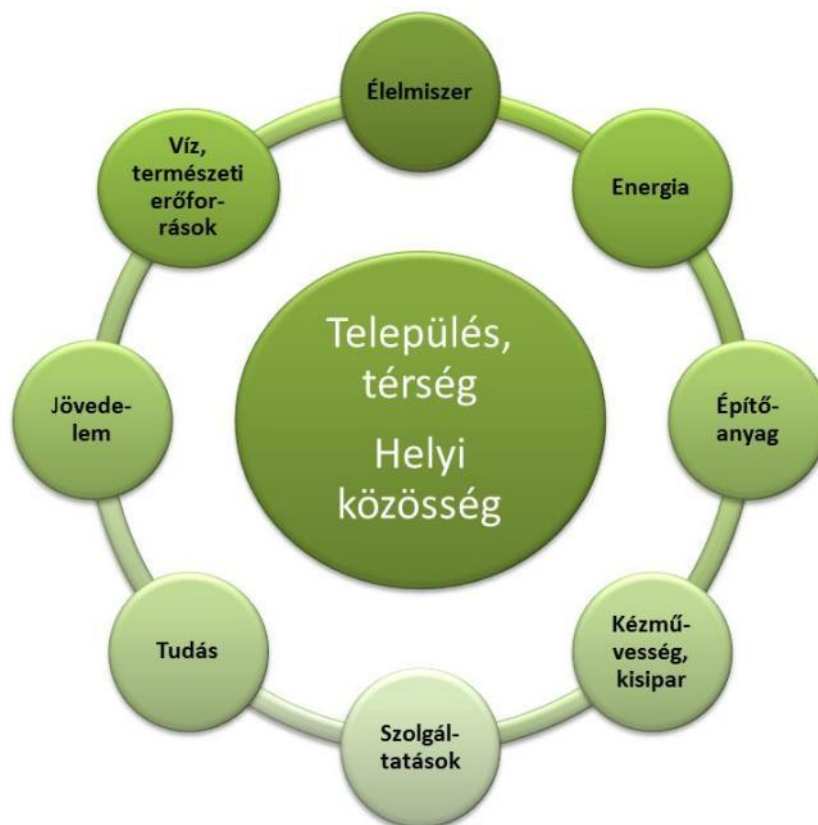 Élelmiszer
Energia
Építő-
anyag
Kézmű-
vesség,
kisipar
Szolgál-
tatások
Tudás
Jövede-
lem
Víz,
természeti
erőfor-
rások
Település,
térség
Helyi
közösség